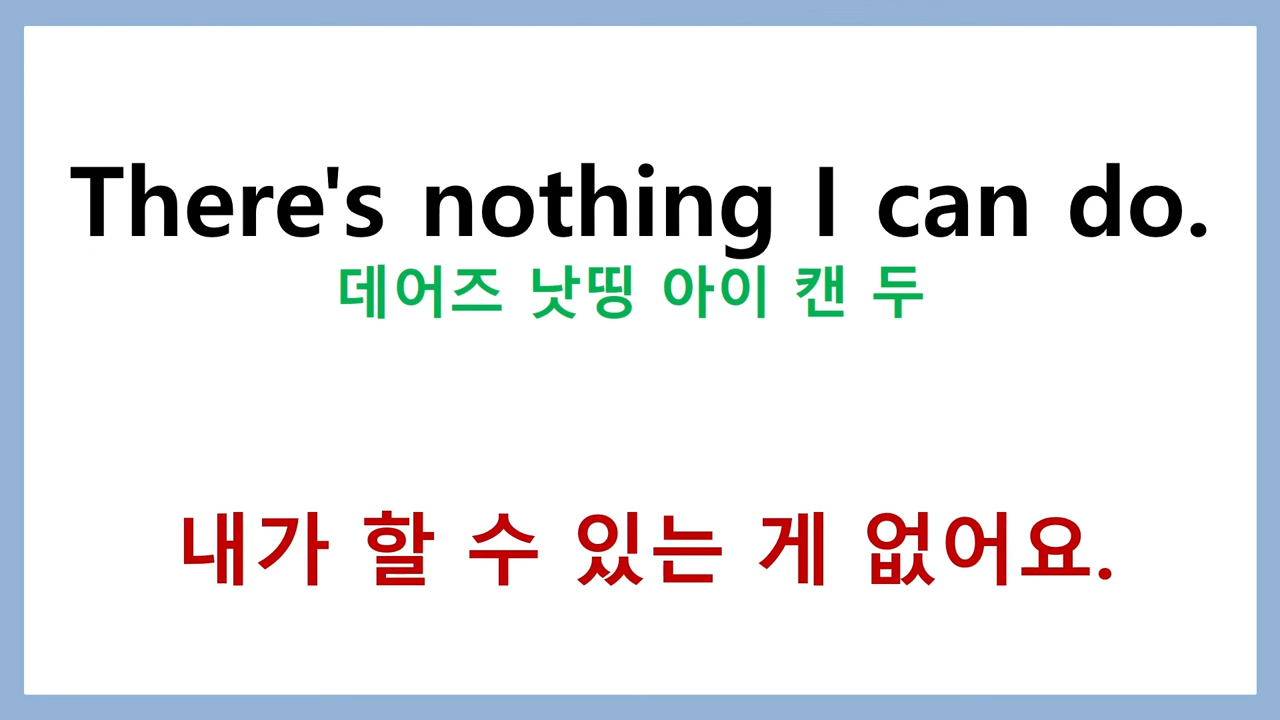 There's nothing I can do.
데어즈 낫띵 아이 캔 두
내가 할 수 있는 게 없어요.